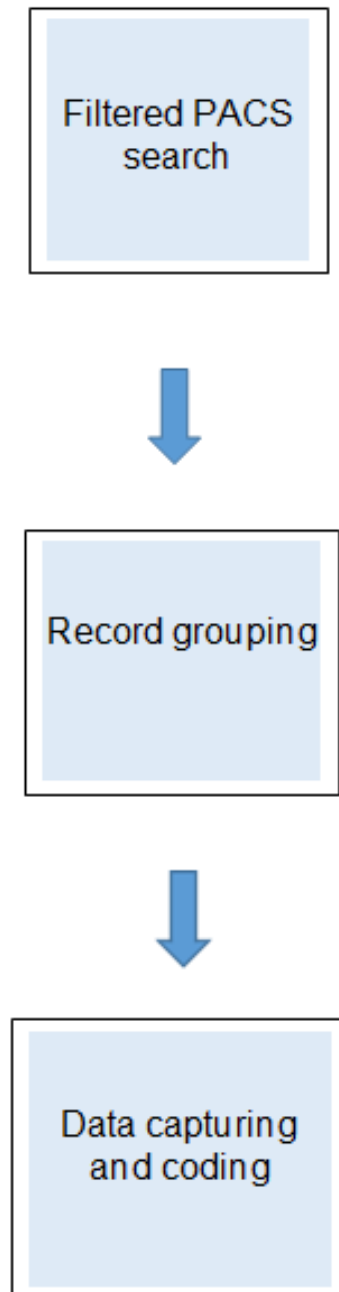 Filtered PACS
search
Record grouping
Data capturing
and coding